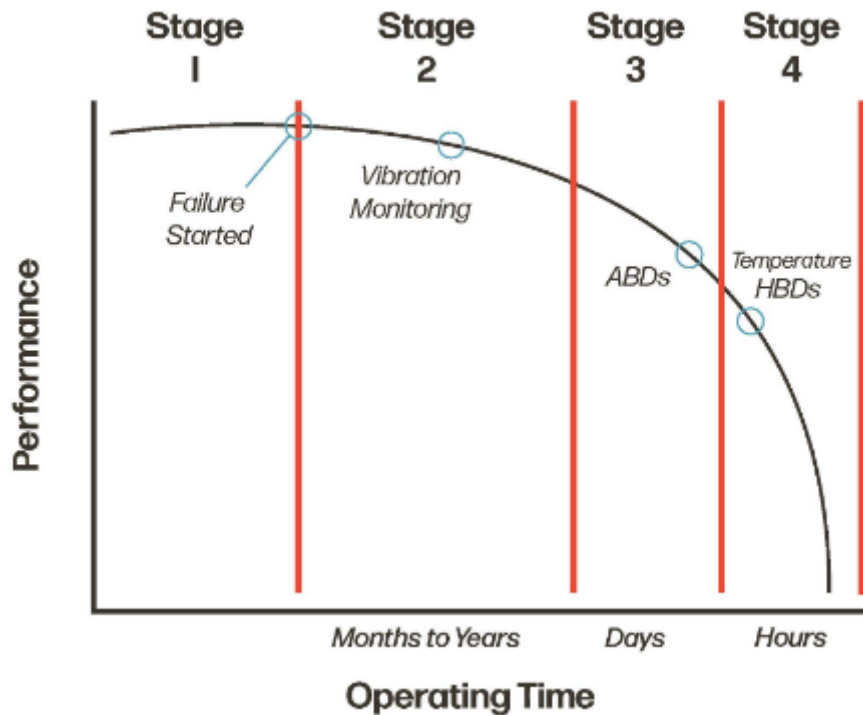 Stage
1
Stage
2
Stage
3
Stage
4
Failure
Started
Vibration
Monitoring
ABDs
Temperature
HBDs
Performance
Months to Years
Days
Hours
Operating Time